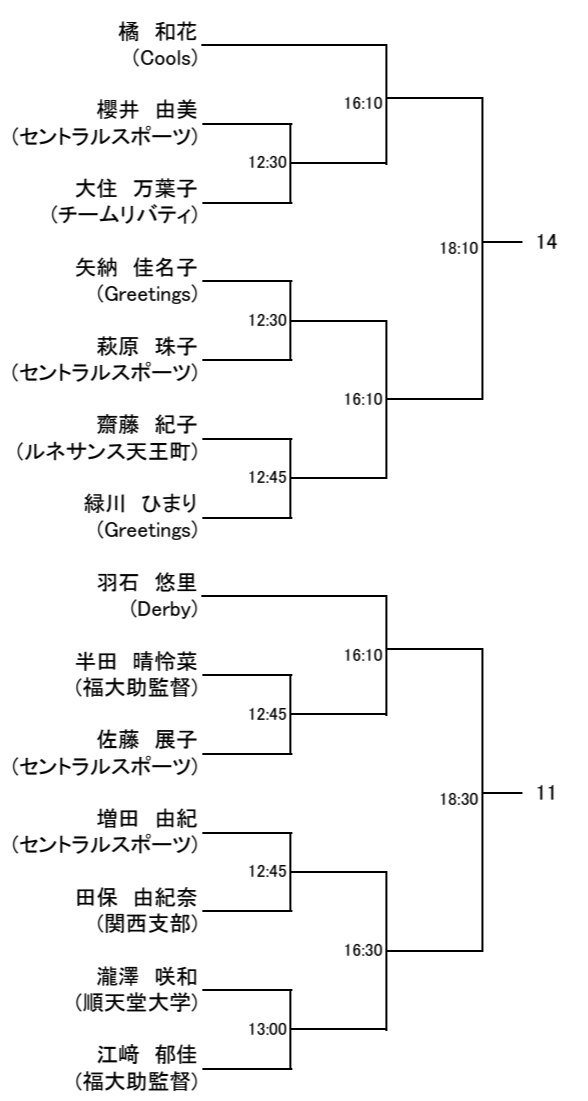 橘　和花
(Cools)
16:10
櫻井　由美
(セントラルスポーツ)
12:30
大住　万葉子
(チームリバティ)
18:10
14
矢納　佳名子
(Greetings)
12:30
萩原　珠子
(セントラルスポーツ)
16:10
齋藤　紀子
(ルネサンス天王町)
12:45
緑川　ひまり
(Greetings)
羽石　悠里
(Derby)
16:10
半田　晴怜菜
(福大助監督)
12:45
佐藤　展子
(セントラルスポーツ)
18:30
11
増田　由紀
(セントラルスポーツ)
12:45
田保　由紀奈
(関西支部)
16:30
瀧澤　咲和
(順天堂大学)
13:00
江﨑　郁佳
(福大助監督)